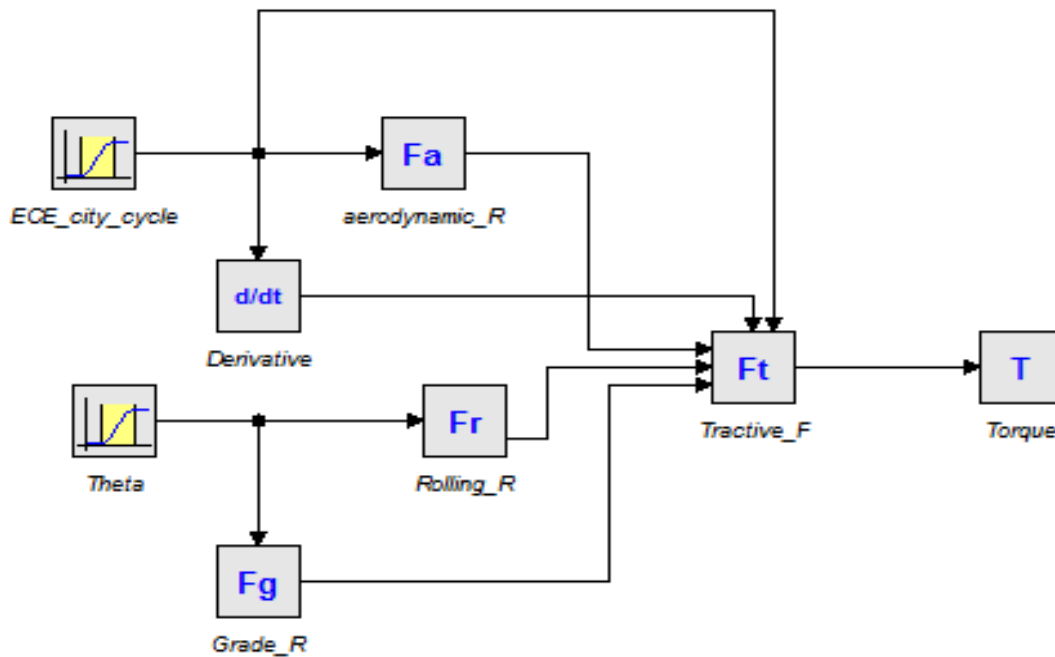 Fa
ECE_city_cycle
aerodynamic_R
d/dt
Derivative
Ft
T
Tractive_F
Torque
Fr
Theta
Rolling_R
Fg
Grade_R